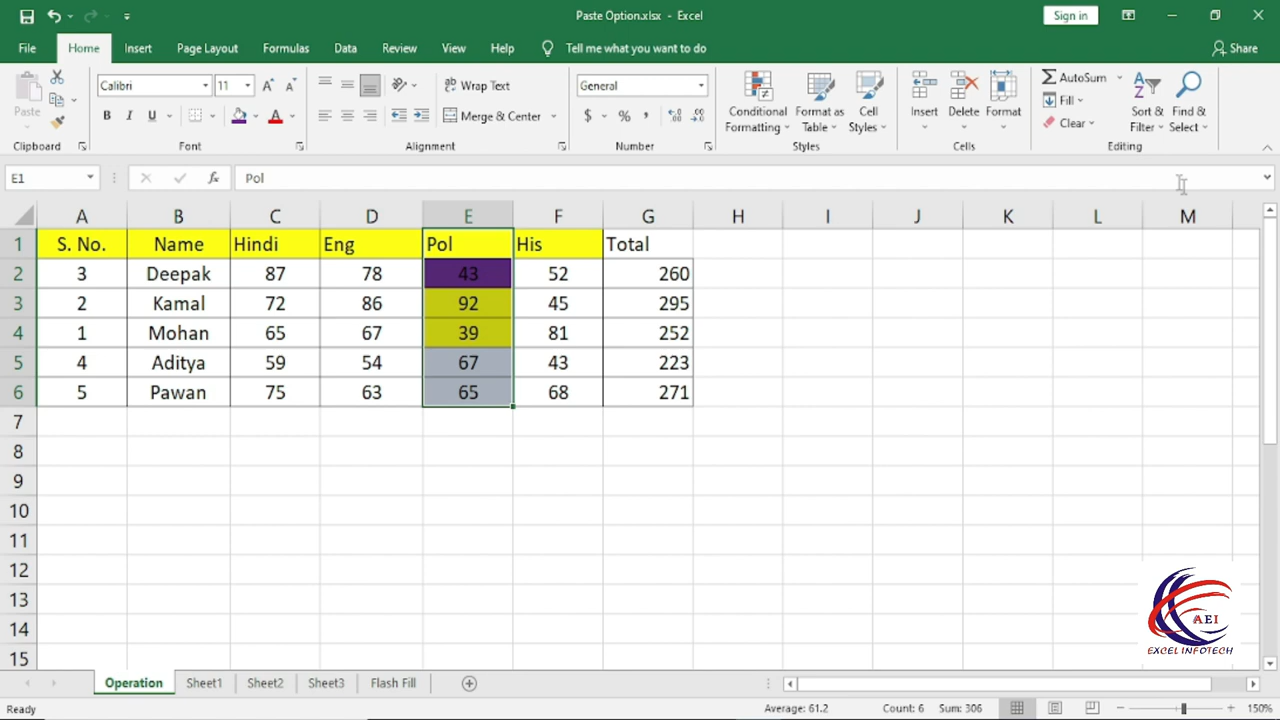 Paste Option.xlsx - Excel
Sign in
File Home Insert Page Layout Formulas Data Review View Help Tell me what you want to do Share
Paste
Calibri 11
B I U
Wrap Text
Merge & Center
General
$ % ,
Conditional Formatting
Format as Table
Cell Styles
Insert Delete Format
AutoSum
Fill
Clear
Sort & Filter
Find & Select
Clipboard Font Alignment Number Styles Cells Editing
E1 fx Pol
A B C D E F G H I J K L M
1 S. No. Name Hindi Eng Pol His Total
2 3 Deepak 87 78 43 52 260
3 2 Kamal 72 86 92 45 295
4 1 Mohan 65 67 39 81 252
5 4 Aditya 59 54 67 43 223
6 5 Pawan 75 63 65 68 271
7
8
9
10
11
12
13
14
15
AEI
EXCEL INFOTECH
Operation Sheet1 Sheet2 Sheet3 Flash Fill
Ready Average: 61.2 Count: 6 Sum: 306 150%